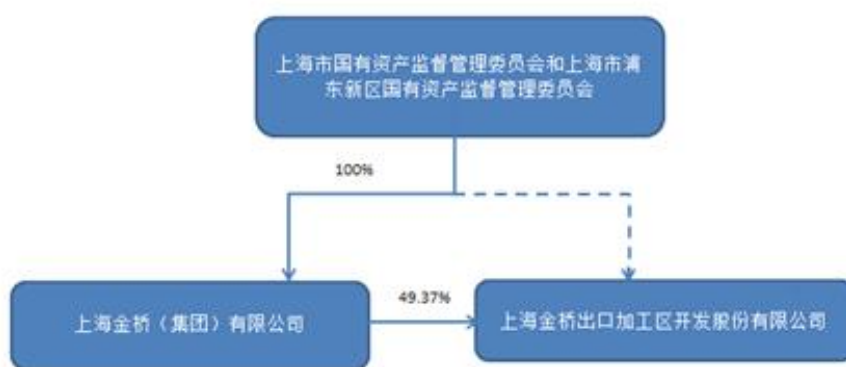 上海市国有资产监督管理委员会和上海市浦
东新区国有资产监督管理委员会
100%
49.37%
上海金桥（集团）有限公司
上海金桥出口加工区开发股份有限公司